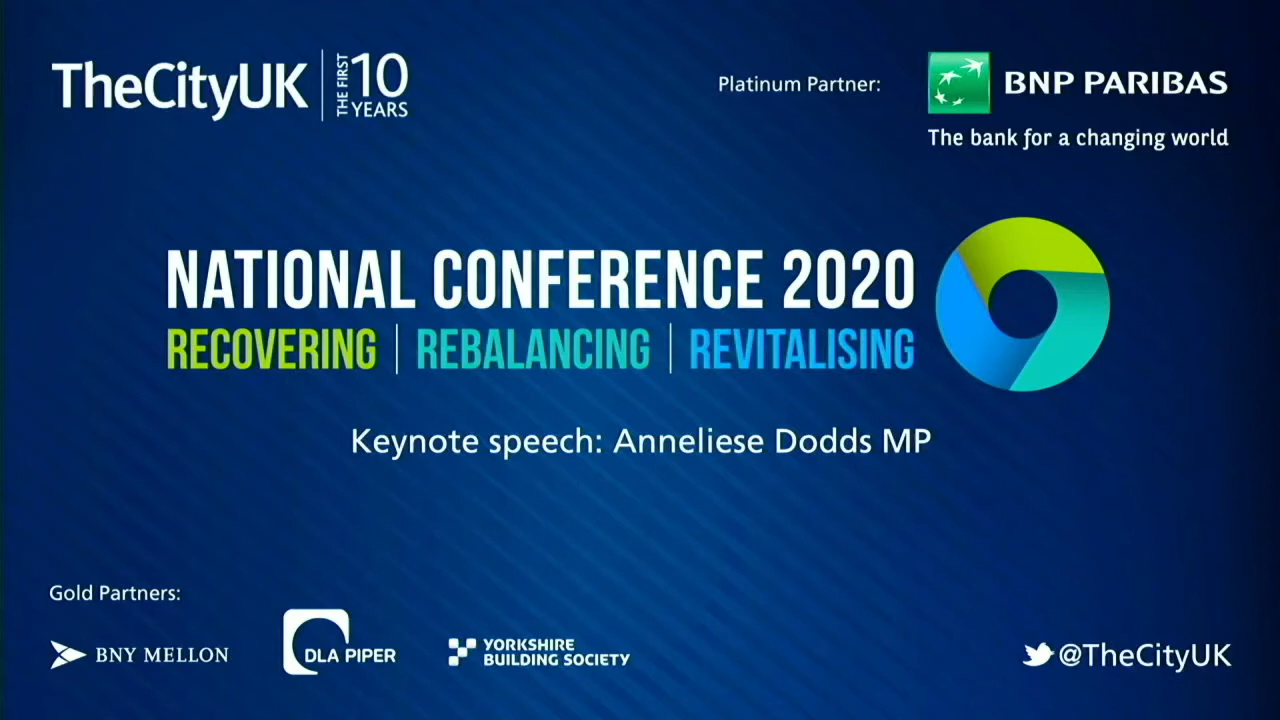 TheCityUK | THE FIRST 10 YEARS
Platinum Partner:
BNP PARIBAS
The bank for a changing world
NATIONAL CONFERENCE 2020
RECOVERING | REBALANCING | REVITALISING
Keynote speech: Anneliese Dodds MP
Gold Partners:
BNY MELLON
DLA PIPER
YORKSHIRE
BUILDING SOCIETY
@TheCityUK